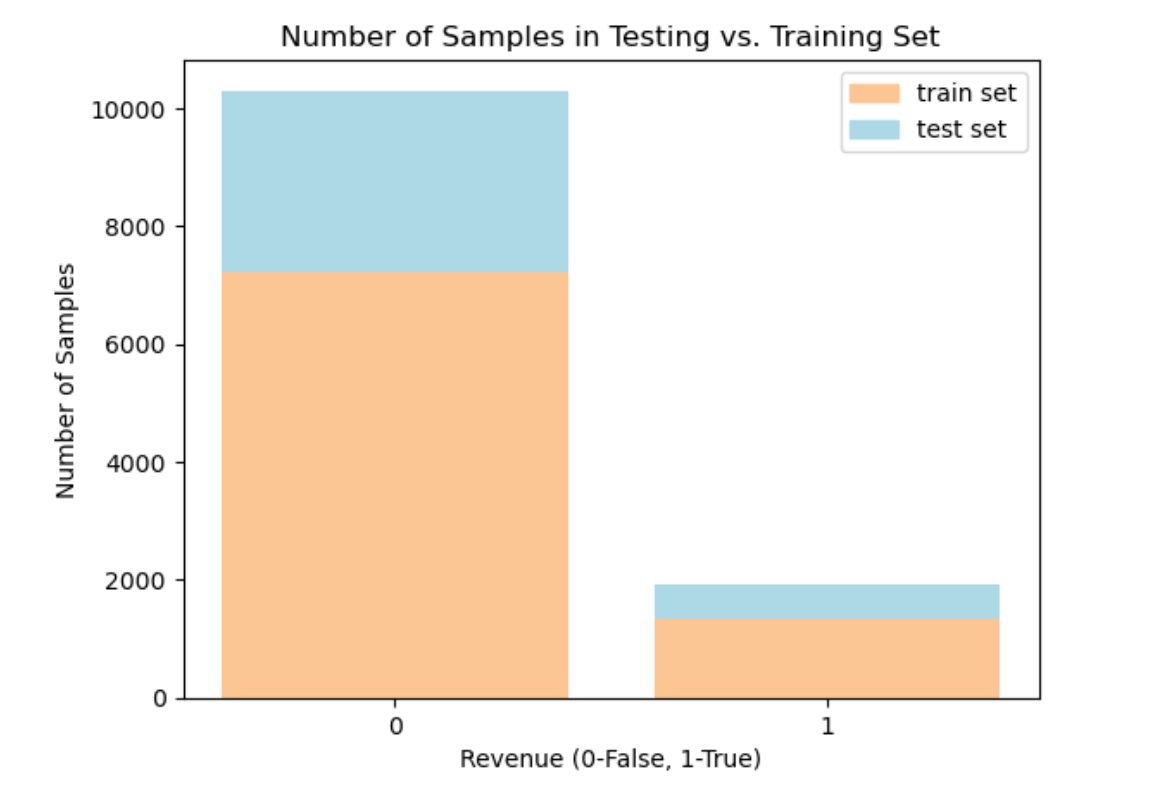 Number of Samples in Testing vs. Training Set
train set
test set
10000
8000
6000
4000
2000
0
Number of Samples
0
1
Revenue (0-False, 1-True)